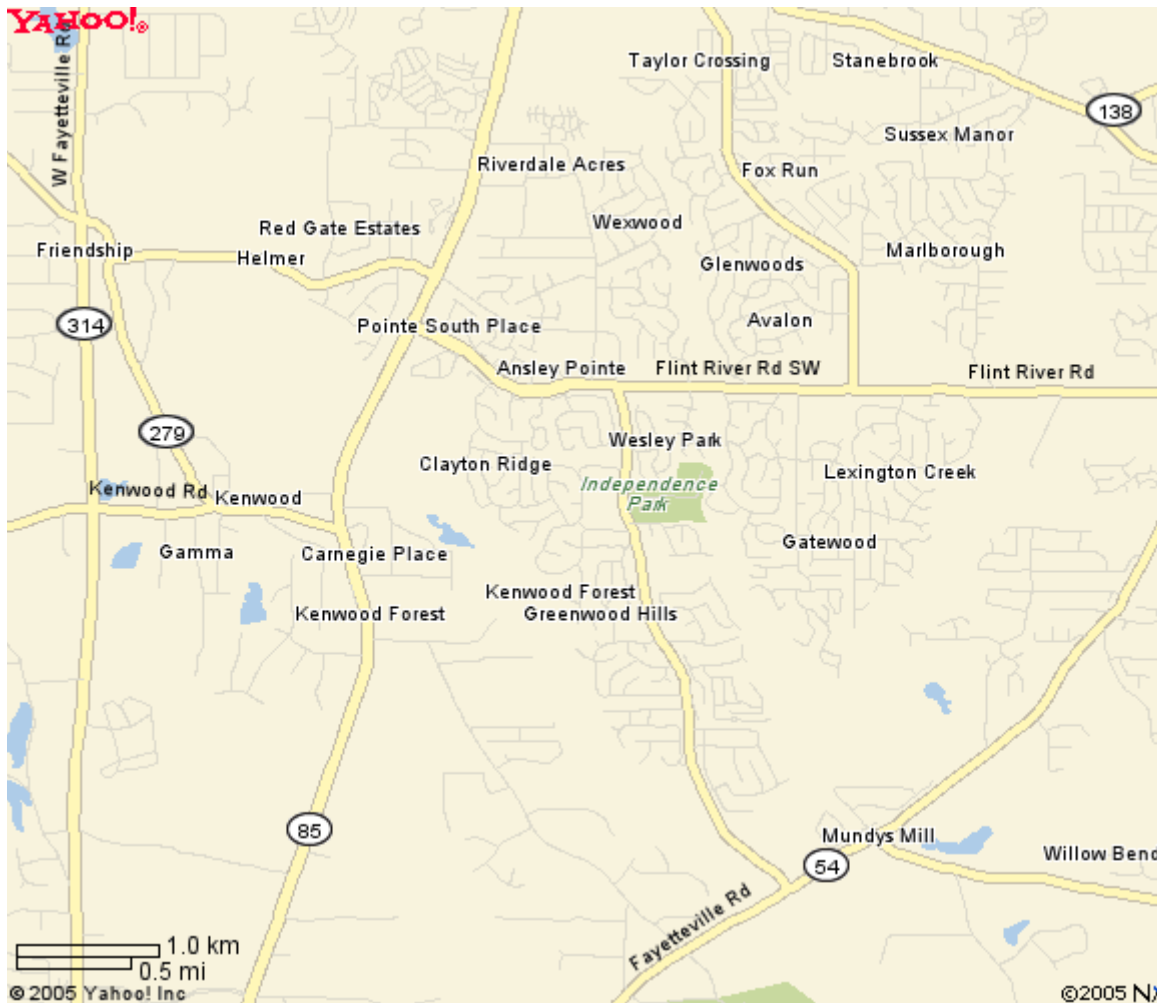 YAHOO!®
W Fayetteville Rd
Taylor Crossing
Stanebrook
138
Sussex Manor
Riverdale Acres
Fox Run
Red Gate Estates
Wexwood
Friendship
Helmer
Glenwoods
Marlborough
314
Pointe South Place
Avalon
Ansley Pointe
Flint River Rd SW
Flint River Rd
279
Wesley Park
Clayton Ridge
Lexington Creek
Independence
Park
Kenwood Rd
Kenwood
Gamma
Carnegie Place
Gatewood
Kenwood Forest
Kenwood Forest
Greenwood Hills
85
Mundys Mill
54
Willow Bend
Fayetteville Rd
1.0 km
0.5 mi
© 2005 Yahoo! Inc
©2005